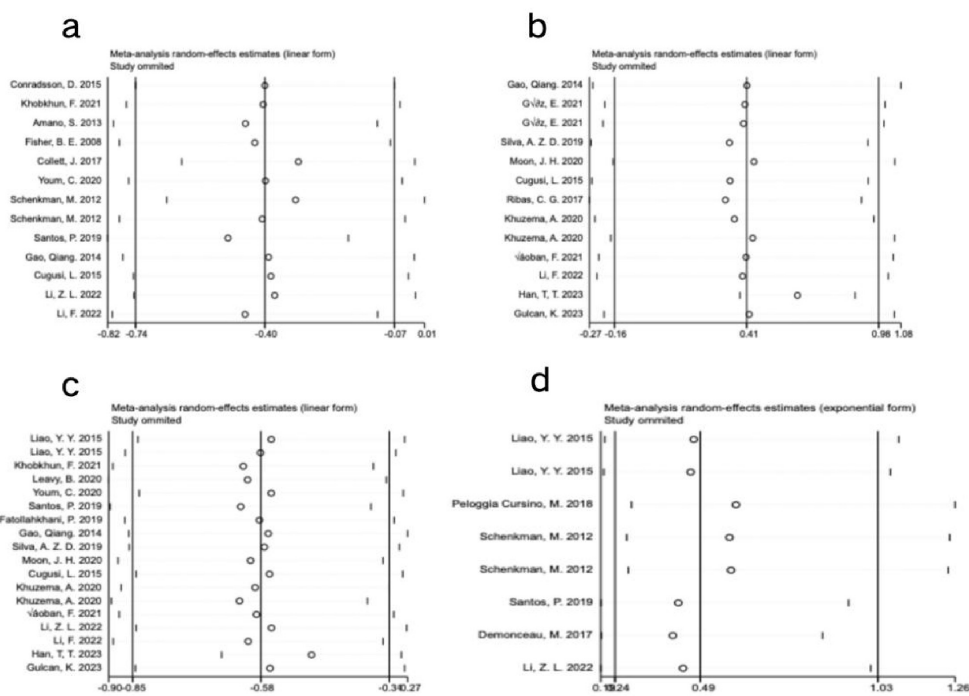 a
Meta-analysis random-effects estimates (linear form)
Study ommited
Conradsson, D. 2015
Khobkhun, F. 2021
Amano, S. 2013
Fisher, B. E. 2008
Collett, J. 2017
Youm, C. 2020
Schenkman, M. 2012
Schenkman, M. 2012
Santos, P. 2019
Gao, Qiang. 2014
Cugusi, L. 2015
Li, Z. L. 2022
Li, F. 2022
-0.82 -0.74 -0.40 -0.07 0.01
b
Meta-analysis random-effects estimates (linear form)
Study ommited
Gao, Qiang. 2014
G√∂z, E. 2021
G√∂z, E. 2021
Silva, A. Z. D. 2019
Moon, J. H. 2020
Cugusi, L. 2015
Ribas, C. G. 2017
Khuzema, A. 2020
Khuzema, A. 2020
√áoban, F. 2021
Li, F. 2022
Han, T, T. 2023
Gulcan, K. 2023
-0.27 -0.16 0.41 0.98 1.08
c
Meta-analysis random-effects estimates (linear form)
Study ommited
Liao, Y. Y. 2015
Liao, Y. Y. 2015
Khobkhun, F. 2021
Leavy, B. 2020
Youm, C. 2020
Santos, P. 2019
Fatollahkhani, P. 2019
Gao, Qiang. 2014
Silva, A. Z. D. 2019
Moon, J. H. 2020
Cugusi, L. 2015
Khuzema, A. 2020
Khuzema, A. 2020
√áoban, F. 2021
Li, Z. L. 2022
Li, F. 2022
Han, T, T. 2023
Gulcan, K. 2023
-0.90 -0.85 -0.58 -0.31 -0.27
d
Meta-analysis random-effects estimates (exponential form)
Study ommited
Liao, Y. Y. 2015
Liao, Y. Y. 2015
Peloggia Cursino, M. 2018
Schenkman, M. 2012
Schenkman, M. 2012
Santos, P. 2019
Demonceau, M. 2017
Li, Z. L. 2022
0.24 0.49 1.03 1.26